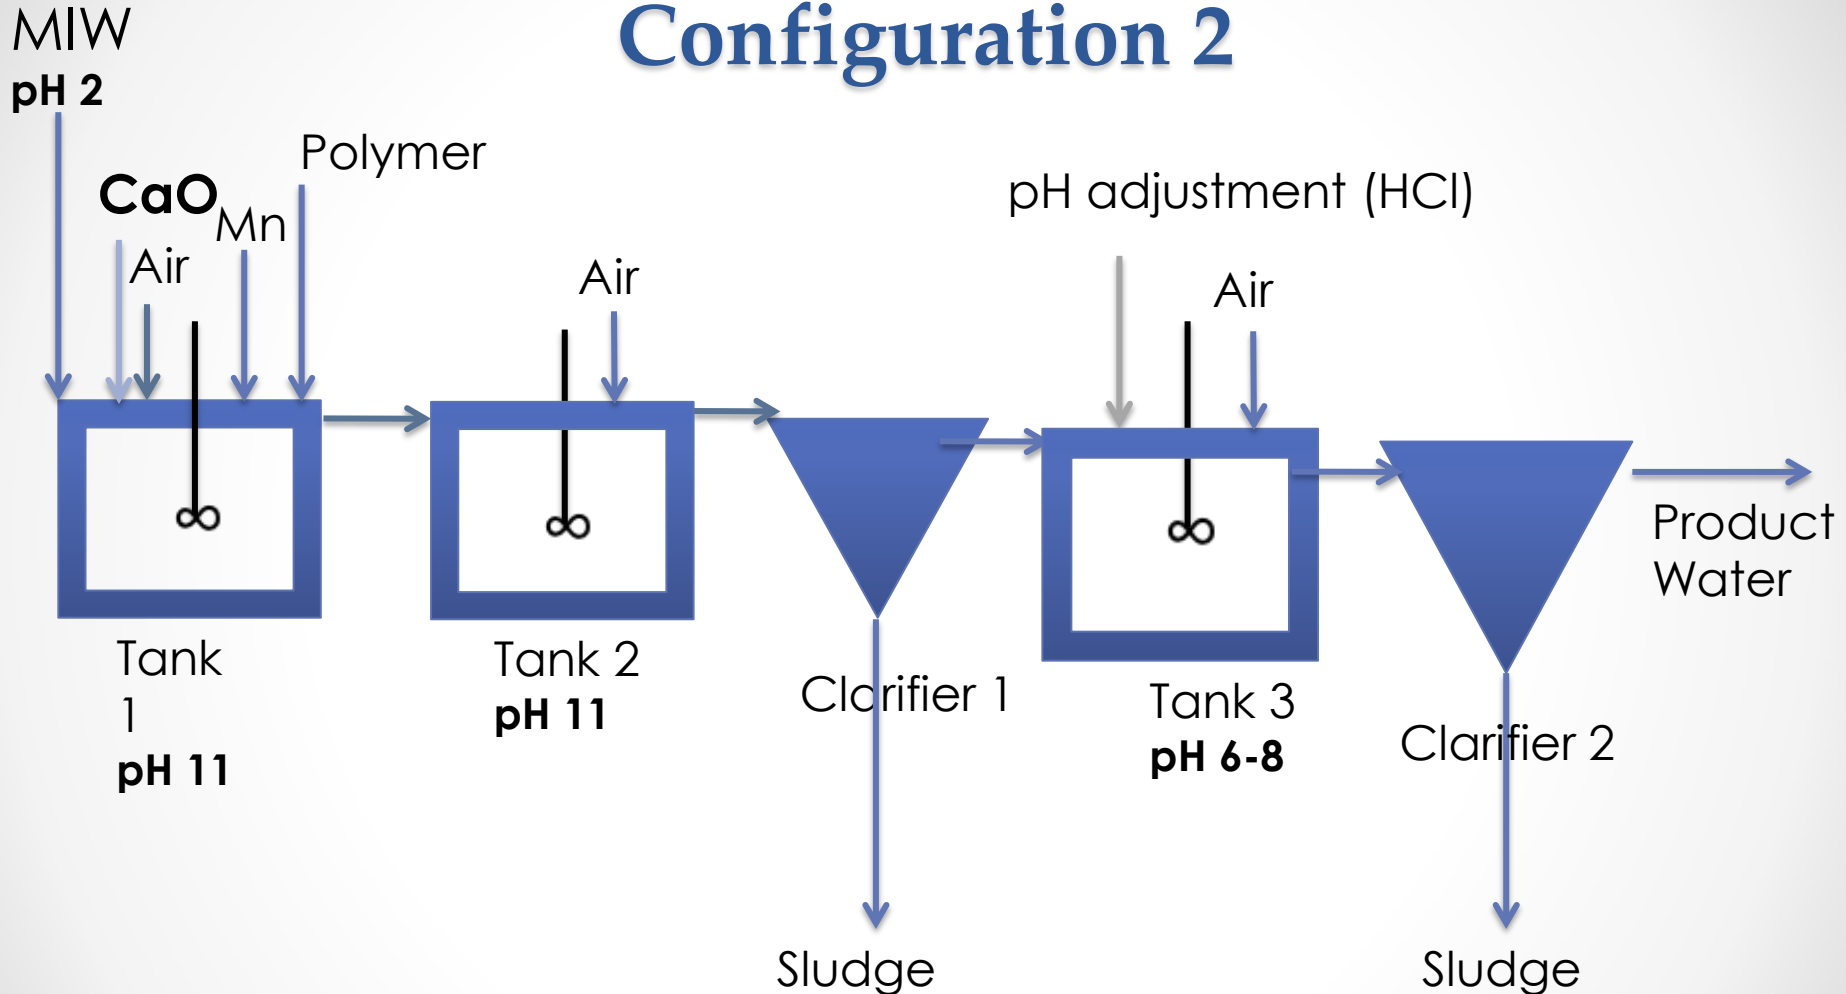 Configuration 2
MIW
pH 2
CaO
Air
Mn
Polymer
Air
pH adjustment (HCl)
Air
Tank
1
pH 11
Tank 2
pH 11
Clarifier 1
Tank 3
pH 6-8
Clarifier 2
Product
Water
Sludge
Sludge